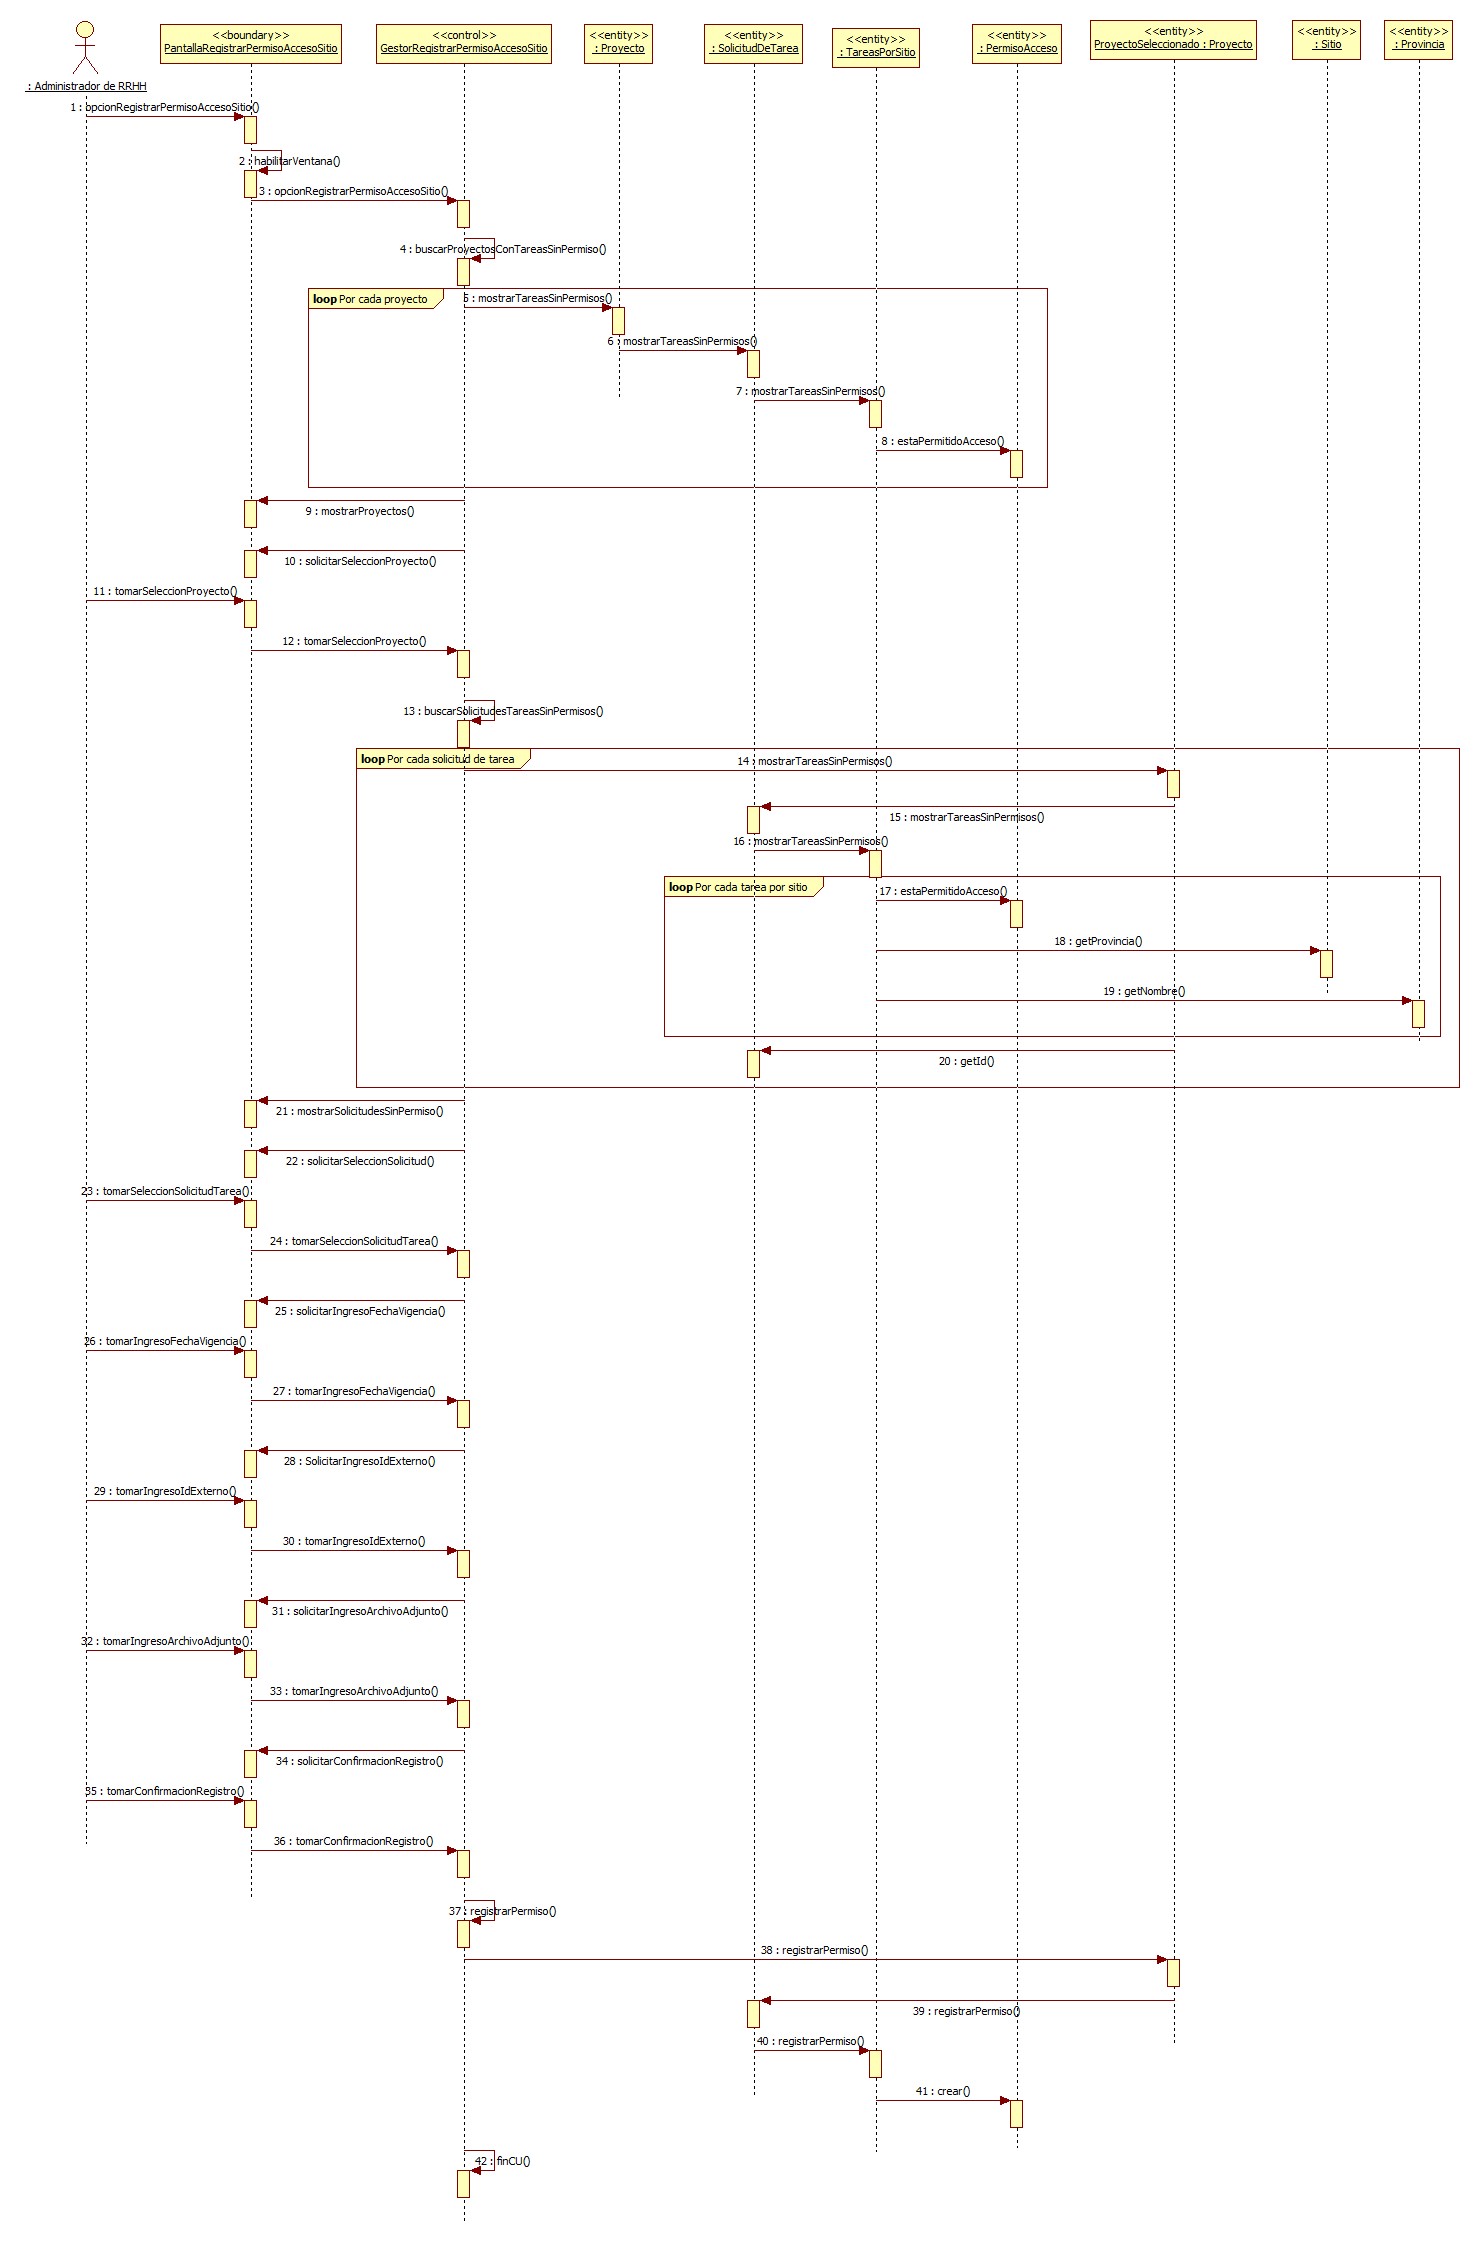 <<boundary>>
PantallaRegistrarPermisoAccesoSitio
<<control>>
GestorRegistrarPermisoAccesoSitio
<<entity>>
: Proyecto
<<entity>>
: SolicitudDeTarea
<<entity>>
: TareasPorSitio
<<entity>>
: PermisoAcceso
<<entity>>
ProyectoSeleccionado : Proyecto
<<entity>>
: Sitio
<<entity>>
: Provincia
: Administrador de RRHH
1 : opcionRegistrarPermisoAccesoSitio()
2 : habilitarVentana()
3 : opcionRegistrarPermisoAccesoSitio()
4 : buscarProyectosConTareasSinPermiso()
loop Por cada proyecto
5 : mostrarTareasSinPermisos()
6 : mostrarTareasSinPermisos()
7 : mostrarTareasSinPermisos()
8 : estaPermitidoAcceso()
9 : mostrarProyectos()
10 : solicitarSeleccionProyecto()
11 : tomarSeleccionProyecto()
12 : tomarSeleccionProyecto()
13 : buscarSolicitudesTareasSinPermisos()
loop Por cada solicitud de tarea
14 : mostrarTareasSinPermisos()
15 : mostrarTareasSinPermisos()
16 : mostrarTareasSinPermisos()
loop Por cada tarea por sitio
17 : estaPermitidoAcceso()
18 : getProvincia()
19 : getNombre()
20 : getId()
21 : mostrarSolicitudesSinPermiso()
22 : solicitarSeleccionSolicitud()
23 : tomarSeleccionSolicitudTarea()
24 : tomarSeleccionSolicitudTarea()
25 : solicitarIngresoFechaVigencia()
26 : tomarIngresoFechaVigencia()
27 : tomarIngresoFechaVigencia()
28 : SolicitarIngresoIdExterno()
29 : tomarIngresoIdExterno()
30 : tomarIngresoIdExterno()
31 : solicitarIngresoArchivoAdjunto()
32 : tomarIngresoArchivoAdjunto()
33 : tomarIngresoArchivoAdjunto()
34 : solicitarConfirmacionRegistro()
35 : tomarConfirmacionRegistro()
36 : tomarConfirmacionRegistro()
37 : registrarPermiso()
38 : registrarPermiso()
39 : registrarPermiso()
40 : registrarPermiso()
41 : crear()
42 : finCU()